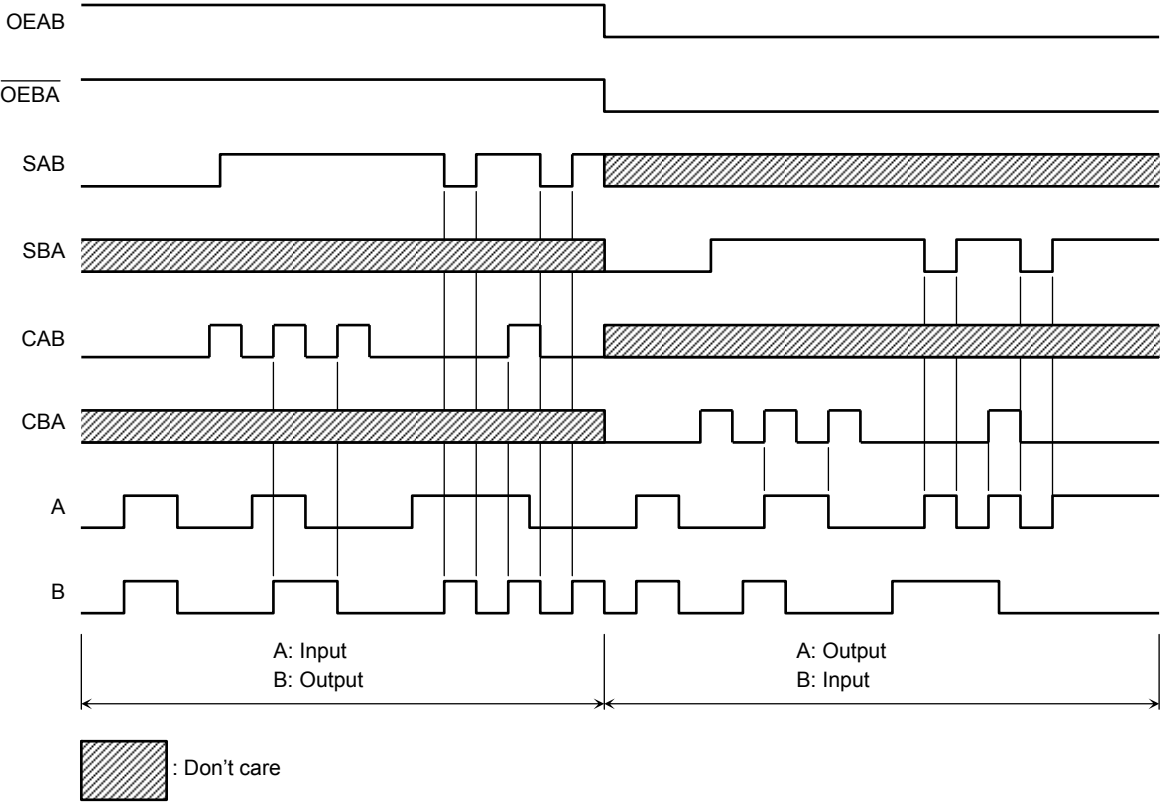 OEAB
OEBA
SAB
SBA
CAB
CBA
A
B
A: Input
B: Output
A: Output
B: Input
: Don't care